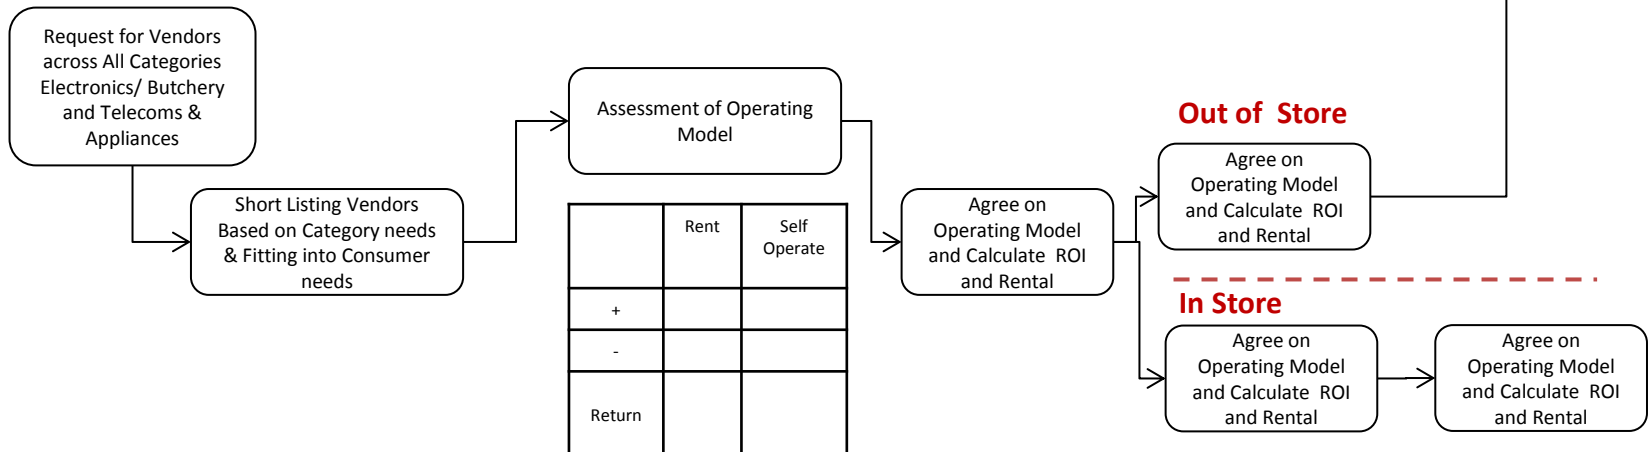 Request for Vendors
across All Categories
Electronics/ Butchery
and Telecoms &
Appliances
Short Listing Vendors
Based on Category needs
& Fitting into Consumer
needs
Assessment of Operating
Model
Rent
Self
Operate
+
-
Return
Agree on
Operating Model
and Calculate ROI
and Rental
Out of Store
Agree on
Operating Model
and Calculate ROI
and Rental
In Store
Agree on
Operating Model
and Calculate ROI
and Rental
Agree on
Operating Model
and Calculate ROI
and Rental